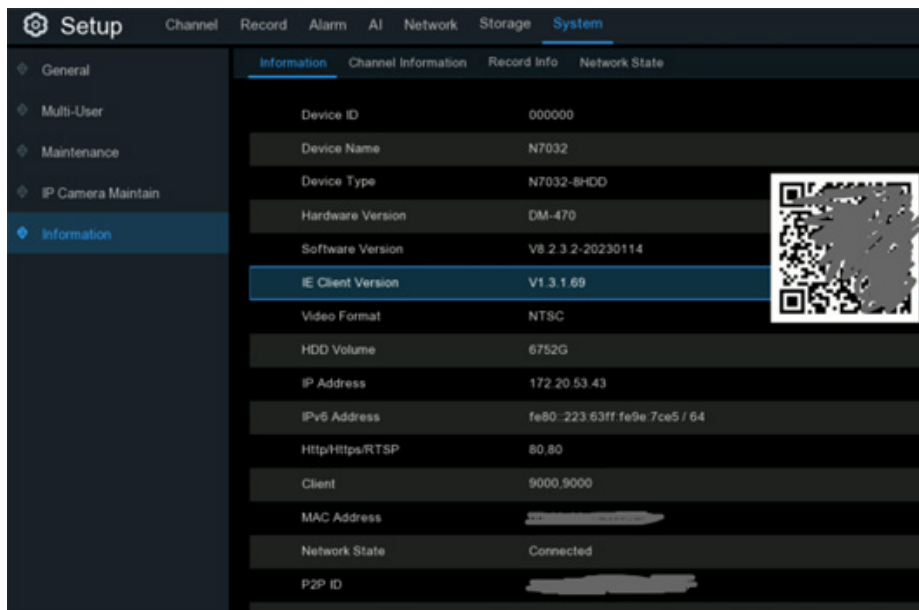 Setup Channel Record Alarm AI Network Storage System
Information Channel Information Record Info Network State
General
Multi-User
Maintenance
IP Camera Maintain
Information
Device ID 000000
Device Name N7032
Device Type N7032-8HDD
Hardware Version DM-470
Software Version V8.2.3.2-20230114
IE Client Version V1.3.1.69
Video Format NTSC
HDD Volume 6752G
IP Address 172.20.53.43
IPv6 Address fe80::223:63ff:fe9e:7ce5 / 64
Http/Https/RTSP 80,80
Client 9000,9000
MAC Address
Network State Connected
P2P ID